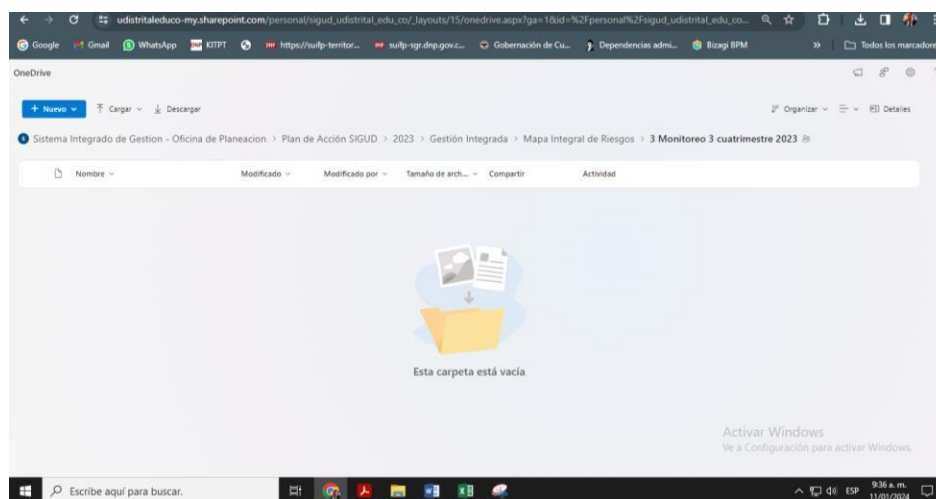 udistritaleduco-my.sharepoint.com/personal/sigud_udistrital_edu_co/_layouts/15/onedrive.aspx?ga=1&id=%2Fpersonal%2Fsigud_udistrital_edu_co...
Google Gmail WhatsApp KITPT https://suifp-territor... suifp-sgr.dnp.gov.c... Gobernación de Cu... Dependencias admi... Bizagi BPM » Todos los marcadore
OneDrive
+ Nuevo Cargar Descargar Organizar Detalles
Sistema Integrado de Gestion - Oficina de Planeacion > Plan de Acción SIGUD > 2023 > Gestión Integrada > Mapa Integral de Riesgos > 3 Monitoreo 3 cuatrimestre 2023
Nombre Modificado Modificado por Tamaño de arch... Compartir Actividad
Esta carpeta está vacía
Activar Windows
Ve a Configuración para activar Windows.
Escribe aquí para buscar.
ESP
9:36 a. m.
11/01/2024